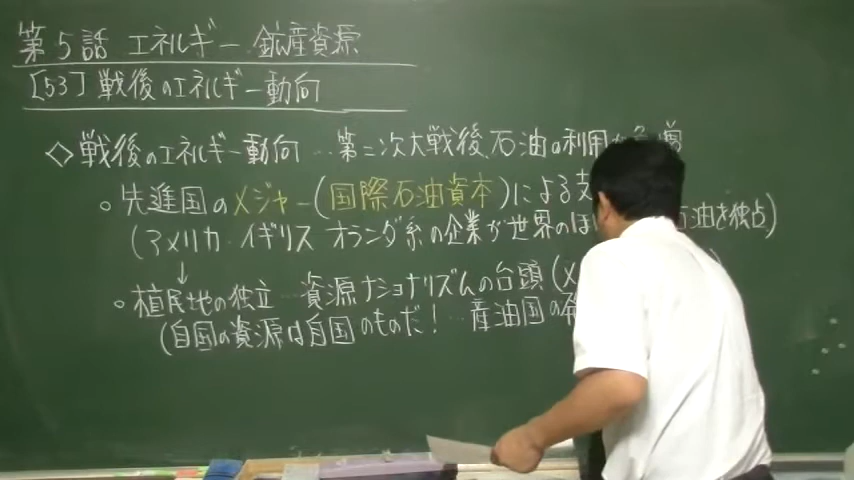 第5話 エネルギー 鉱産資源
[53] 戦後のエネルギー動向
◇戦後のエネルギー動向 … 第二次大戦後、石油の利用が急増
○先進国のメジャー(国際石油資本)による支
(アメリカ・イギリス オランダ系の企業が世界のほ 石油を独占)
↓
○植民地の独立 … 資源ナショナリズムの台頭(メ
(自国の資源は自国のものだ! … 産油国の発